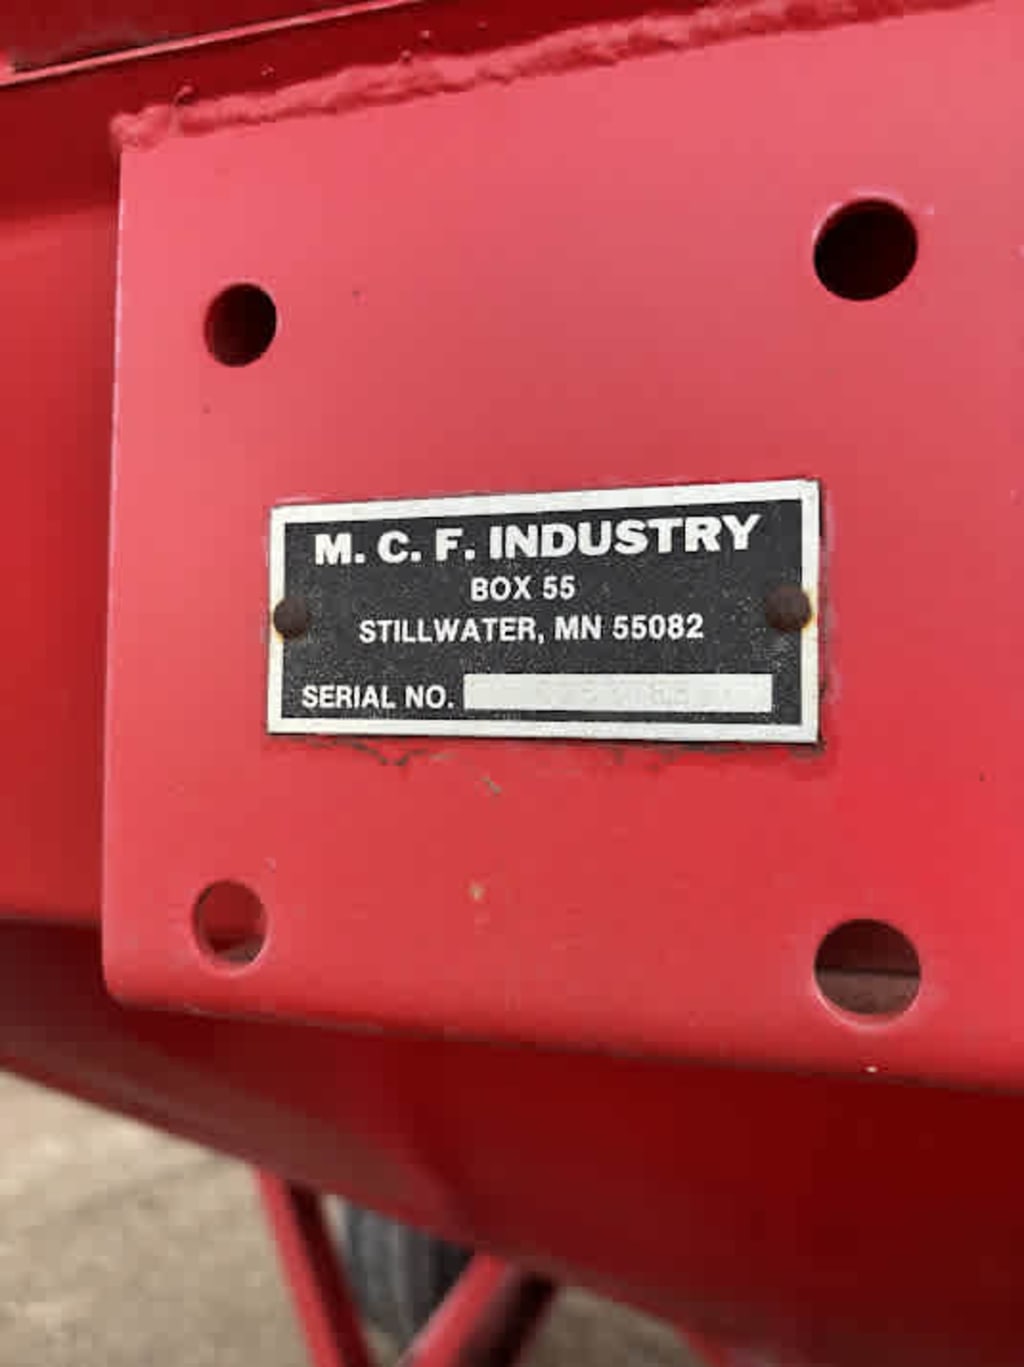 M. C. F. INDUSTRY
BOX 55
STILLWATER, MN 55082
SERIAL NO.